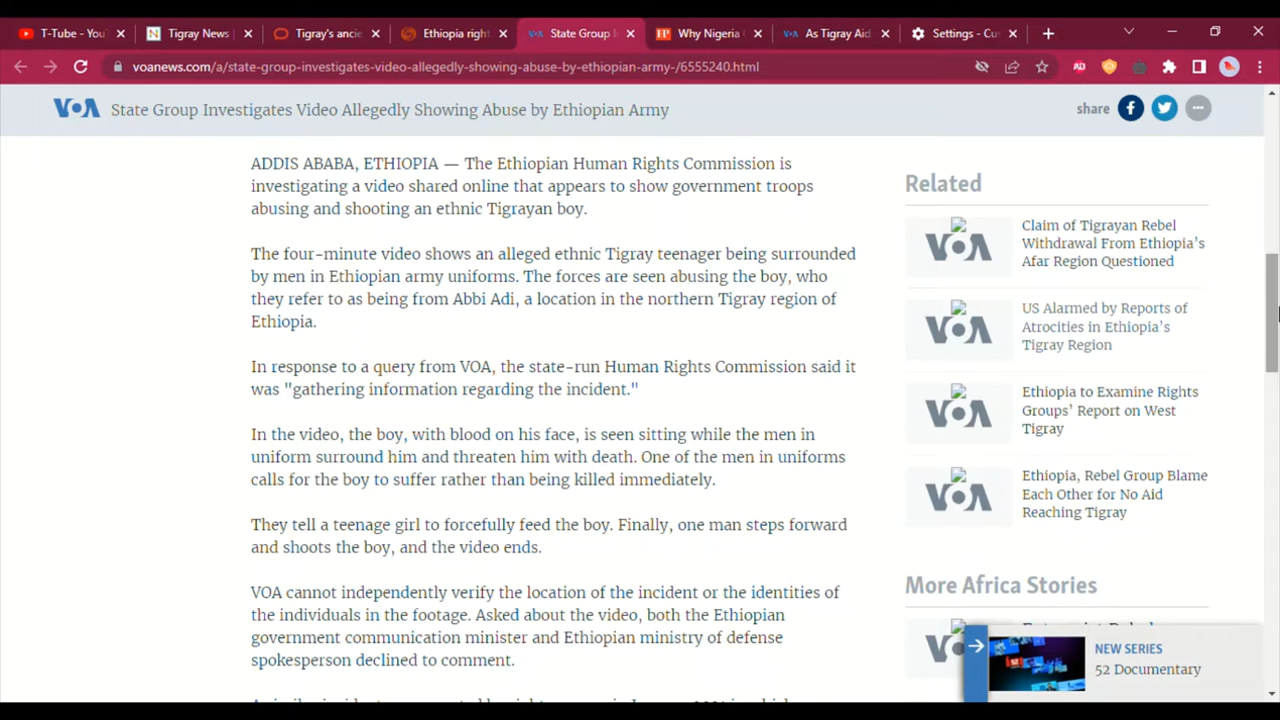 T-Tube - You
Tigray News |
Tigray's ancie
Ethiopia right
State Group I
Why Nigeria
As Tigray Aid
Settings - Cus
voanews.com/a/state-group-investigates-video-allegedly-showing-abuse-by-ethiopian-army-/6555240.html
VOA State Group Investigates Video Allegedly Showing Abuse by Ethiopian Army
share
ADDIS ABABA, ETHIOPIA — The Ethiopian Human Rights Commission is
investigating a video shared online that appears to show government troops
abusing and shooting an ethnic Tigrayan boy.
The four-minute video shows an alleged ethnic Tigray teenager being surrounded
by men in Ethiopian army uniforms. The forces are seen abusing the boy, who
they refer to as being from Abbi Adi, a location in the northern Tigray region of
Ethiopia.
In response to a query from VOA, the state-run Human Rights Commission said it
was "gathering information regarding the incident."
In the video, the boy, with blood on his face, is seen sitting while the men in
uniform surround him and threaten him with death. One of the men in uniforms
calls for the boy to suffer rather than being killed immediately.
They tell a teenage girl to forcefully feed the boy. Finally, one man steps forward
and shoots the boy, and the video ends.
VOA cannot independently verify the location of the incident or the identities of
the individuals in the footage. Asked about the video, both the Ethiopian
government communication minister and Ethiopian ministry of defense
spokesperson declined to comment.
Related
VOA
Claim of Tigrayan Rebel
Withdrawal From Ethiopia's
Afar Region Questioned
VOA
US Alarmed by Reports of
Atrocities in Ethiopia's
Tigray Region
VOA
Ethiopia to Examine Rights
Groups' Report on West
Tigray
VOA
Ethiopia, Rebel Group Blame
Each Other for No Aid
Reaching Tigray
More Africa Stories
NEW SERIES
52 Documentary